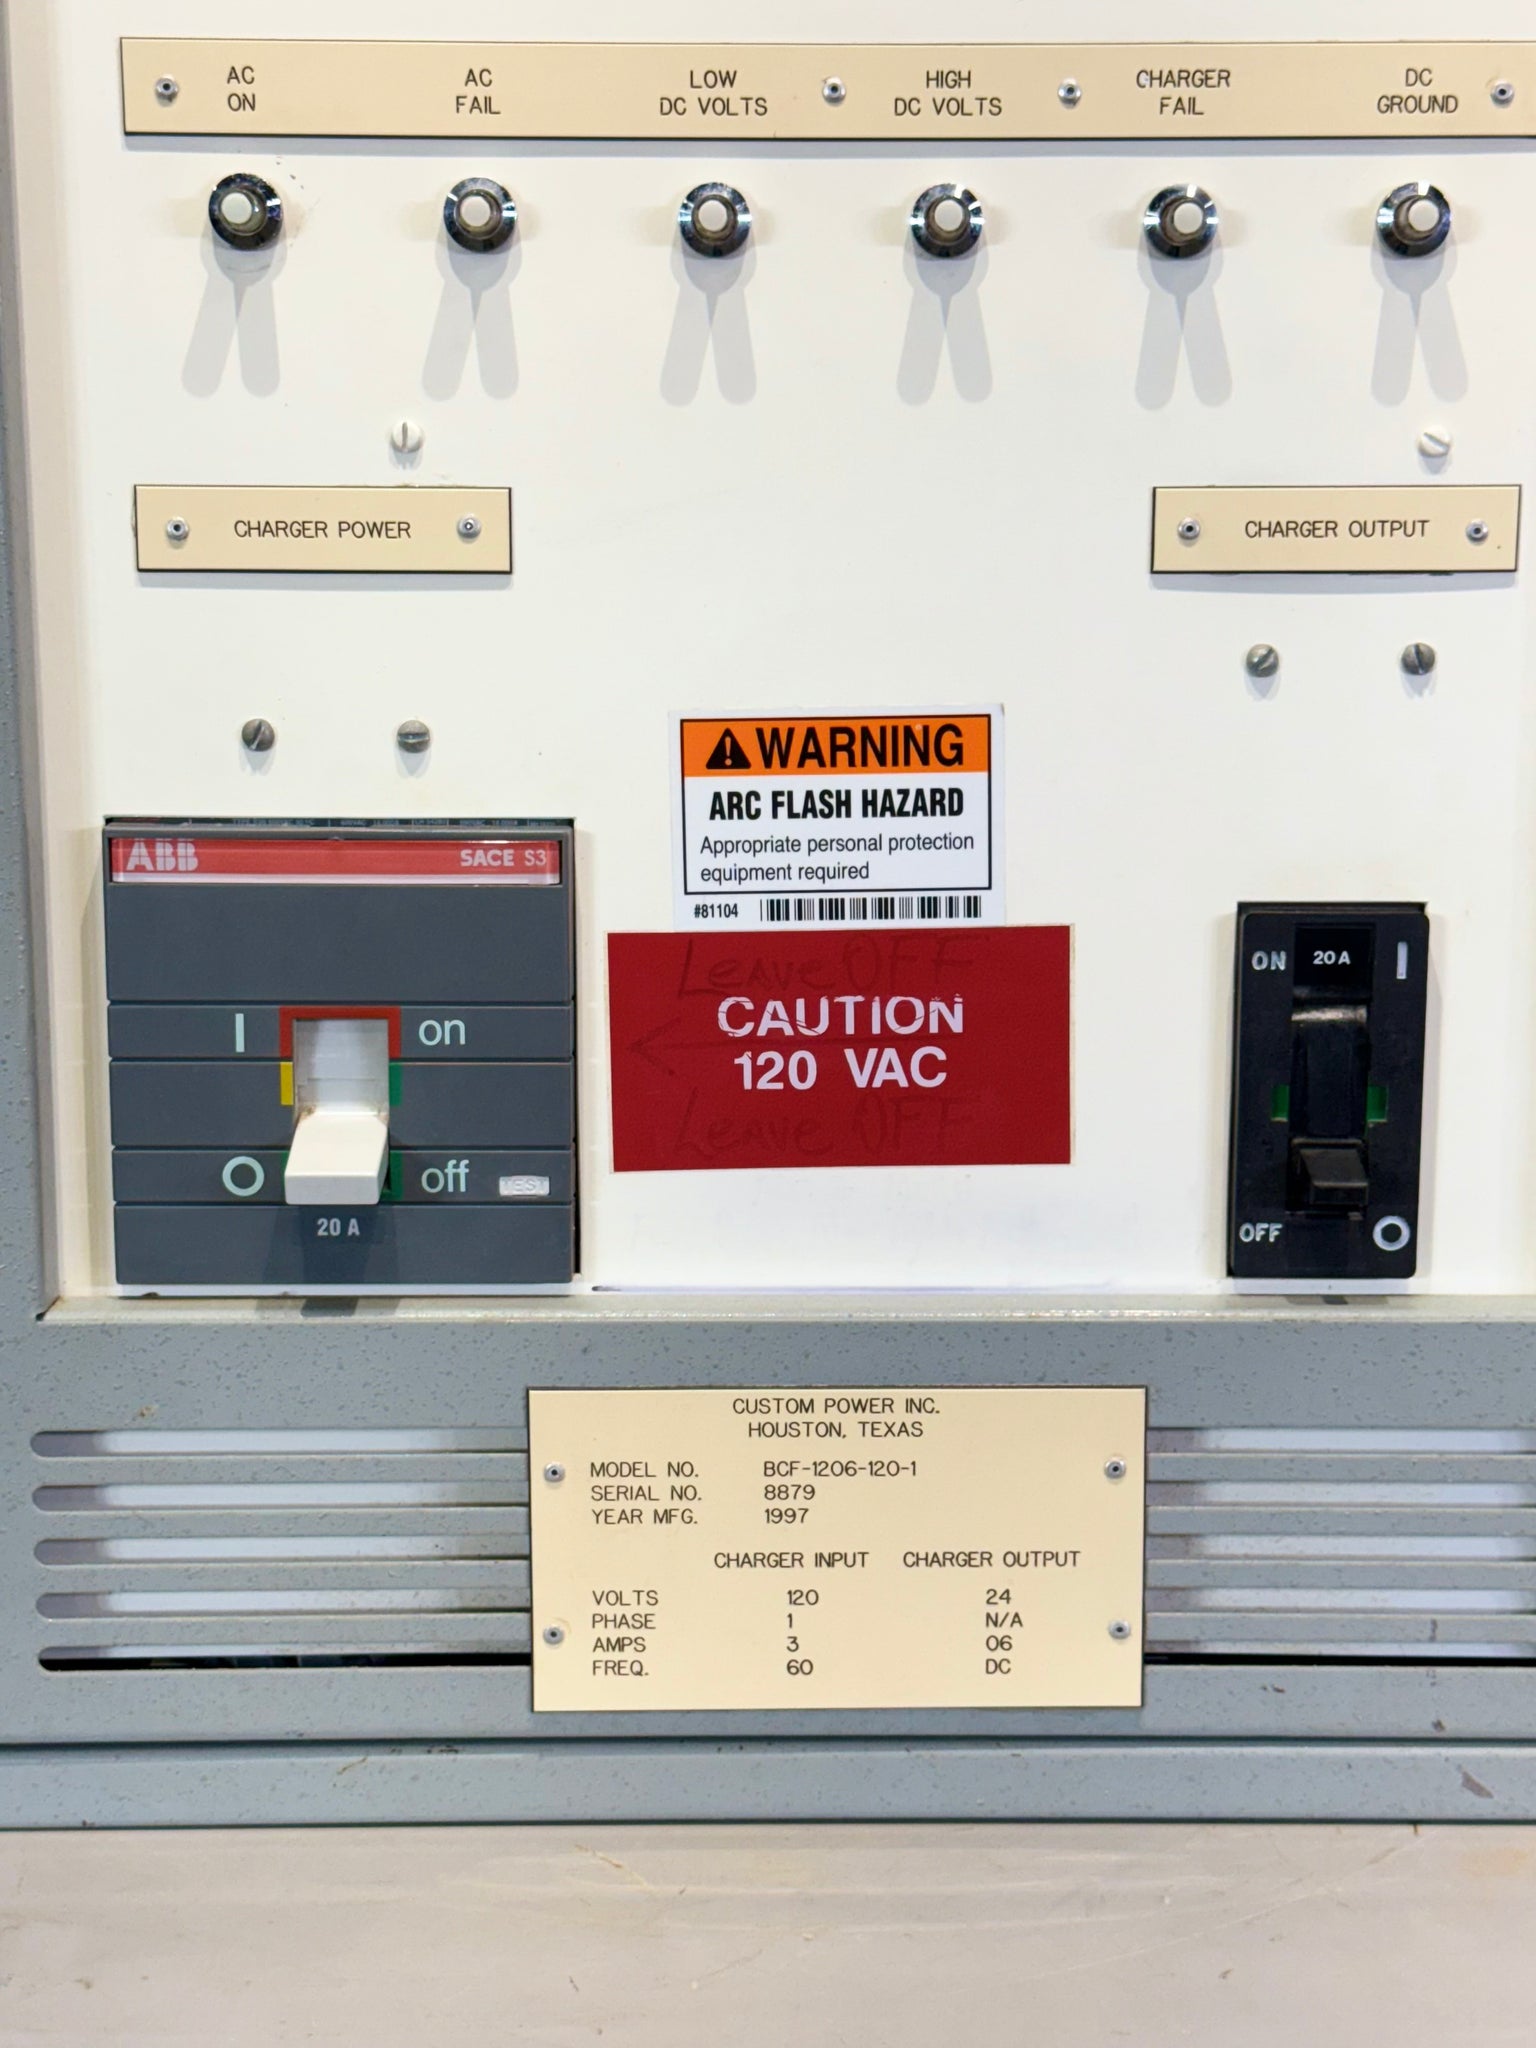 AC
ON
AC
FAIL
LOW
DC VOLTS
HIGH
DC VOLTS
CHARGER
FAIL
DC
GROUND
CHARGER POWER
CHARGER OUTPUT
WARNING
ARC FLASH HAZARD
Appropriate personal protection
equipment required
#81104
ABB
SACE S3
I on
O off
TEST
20 A
Leave OFF
CAUTION
120 VAC
Leave OFF
ON 20 A I
OFF O
CUSTOM POWER INC.
HOUSTON, TEXAS
MODEL NO. BCF-1206-120-1
SERIAL NO. 8879
YEAR MFG. 1997
CHARGER INPUT CHARGER OUTPUT
VOLTS 120 24
PHASE 1 N/A
AMPS 3 06
FREQ. 60 DC